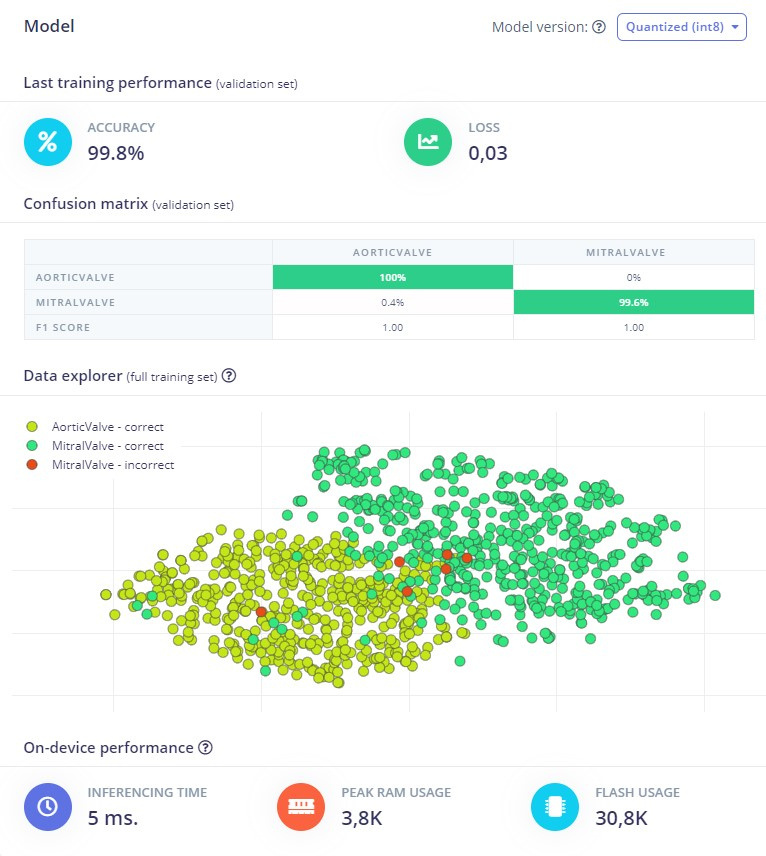 Model
Model version: ? Quantized (int8)
Last training performance (validation set)
ACCURACY
99.8%
LOSS
0,03
Confusion matrix (validation set)
AORTICVALVE MITRALVALVE
AORTICVALVE 100% 0%
MITRALVALVE 0.4% 99.6%
F1 SCORE 1.00 1.00
Data explorer (full training set) ?
AorticValve - correct
MitralValve - correct
MitralValve - incorrect
On-device performance ?
INFERENCING TIME
5 ms.
PEAK RAM USAGE
3,8K
FLASH USAGE
30,8K